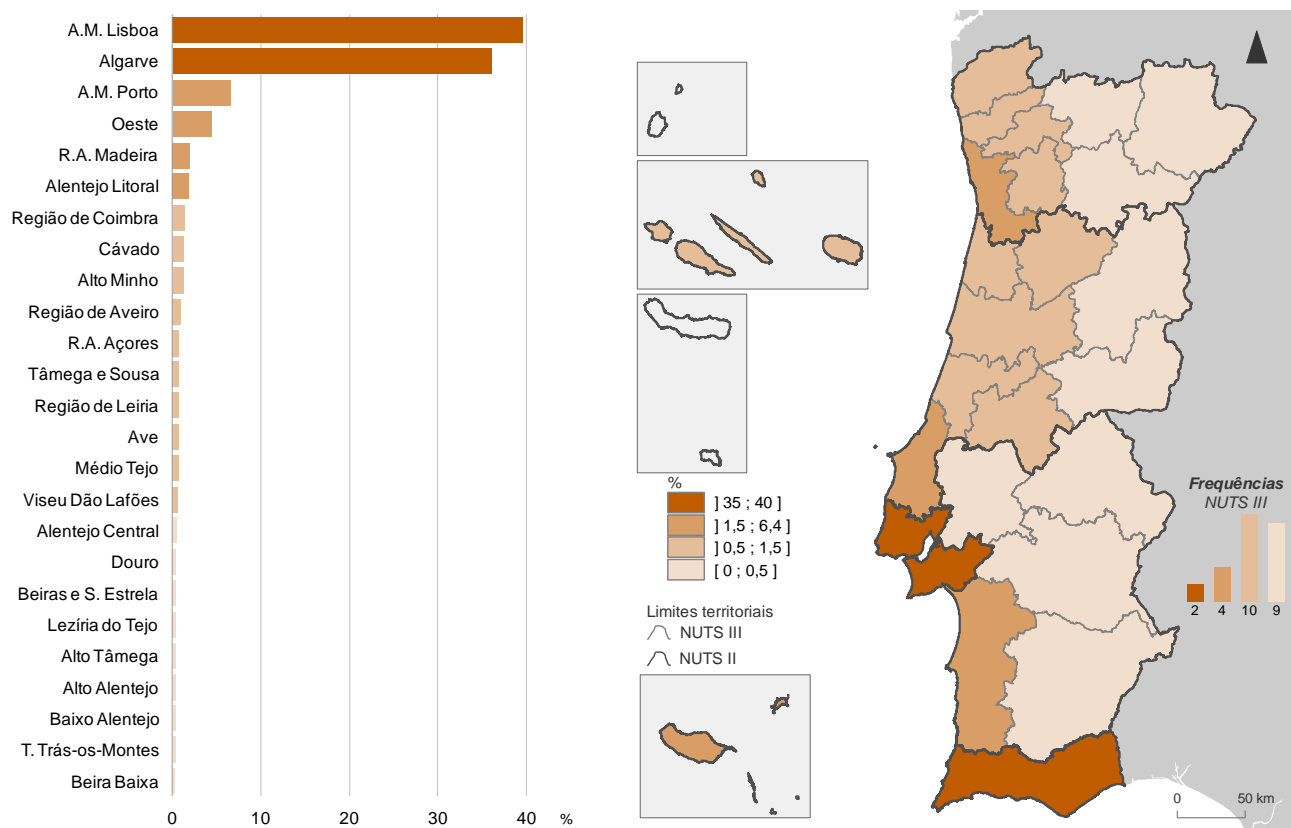 A.M. Lisboa
Algarve
A.M. Porto
Oeste
R.A. Madeira
Alentejo Litoral
Região de Coimbra
Cávado
Alto Minho
Região de Aveiro
R.A. Açores
Tâmega e Sousa
Região de Leiria
Ave
Médio Tejo
Viseu Dão Lafões
Alentejo Central
Douro
Beiras e S. Estrela
Lezíria do Tejo
Alto Tâmega
Alto Alentejo
Baixo Alentejo
T. Trás-os-Montes
Beira Baixa
0 10 20 30 40 %
%
] 35 ; 40 ]
] 1,5 ; 6,4 ]
] 0,5 ; 1,5 ]
[ 0 ; 0,5 ]
Limites territoriais
NUTS III
NUTS II
Frequências
NUTS III
2 4 10 9
0 50 km